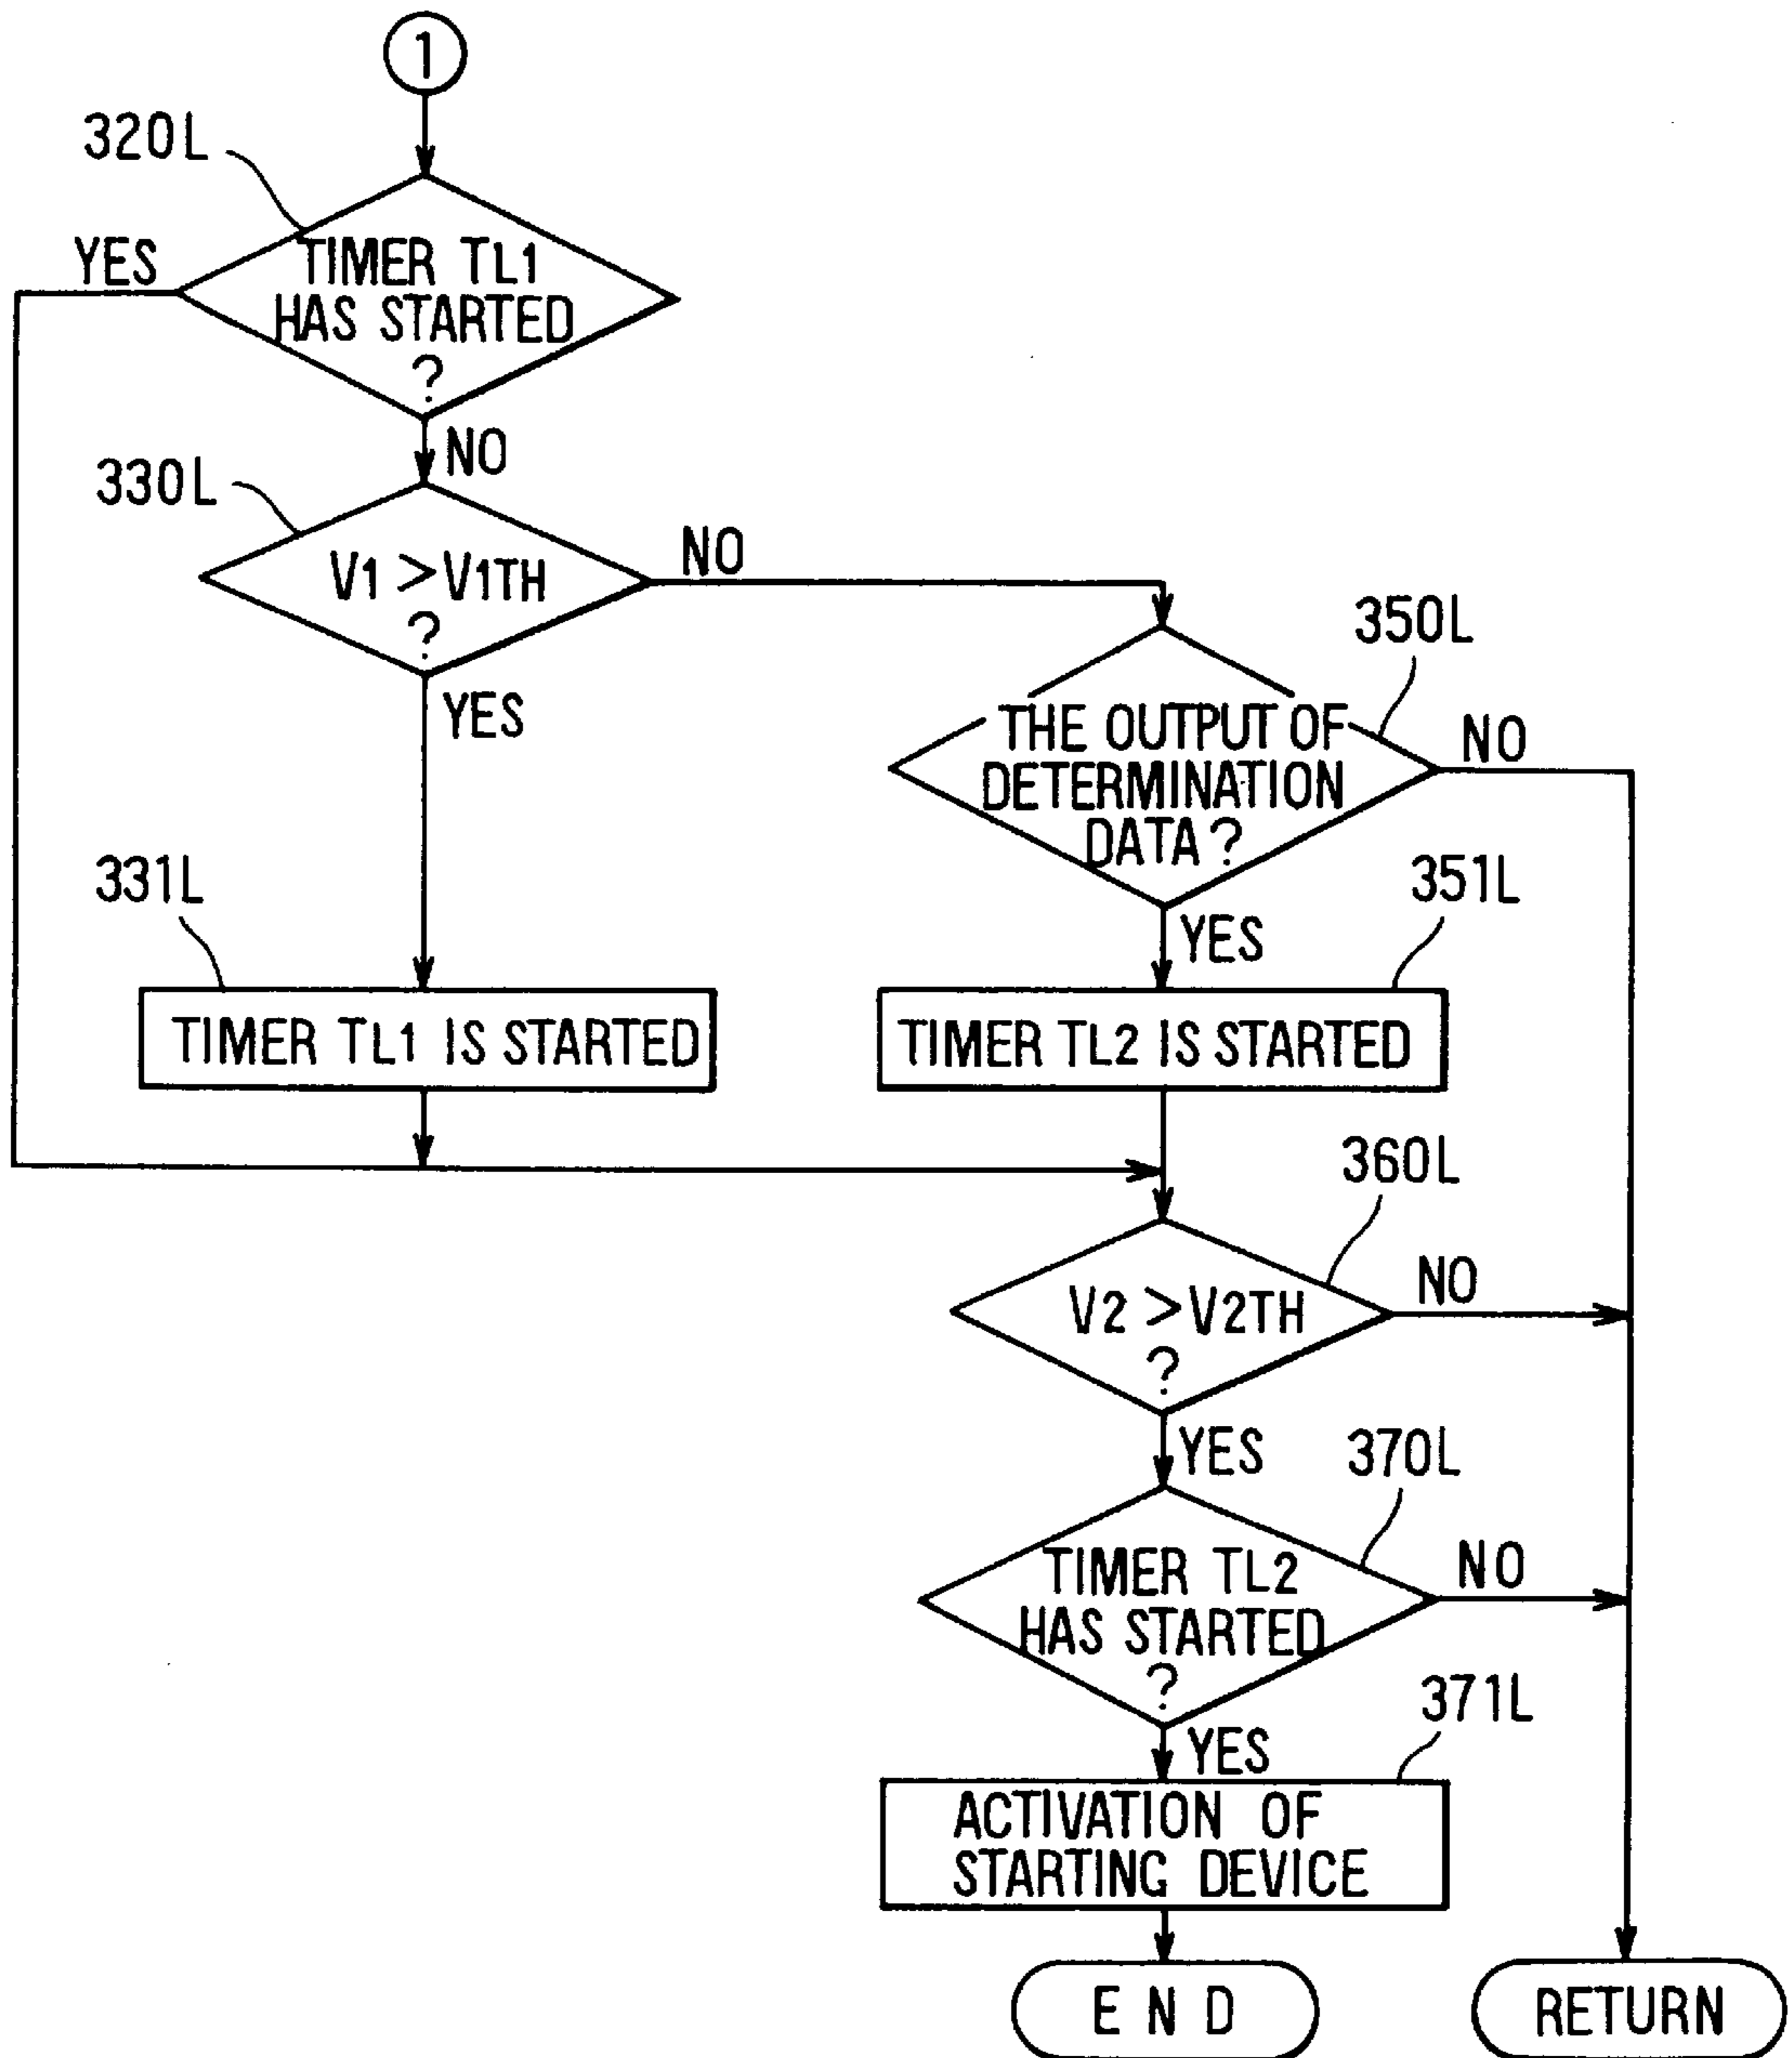 1
320L
YES
TIMER TL1
HAS STARTED
?
NO
330L
V1 > V1TH
?
NO
YES
350L
THE OUTPUT OF
DETERMINATION
DATA ?
NO
YES
331L
351L
TIMER TL1 IS STARTED
TIMER TL2 IS STARTED
360L
V2 > V2TH
?
NO
YES
370L
TIMER TL2
HAS STARTED
?
NO
YES
371L
ACTIVATION OF
STARTING DEVICE
END
RETURN